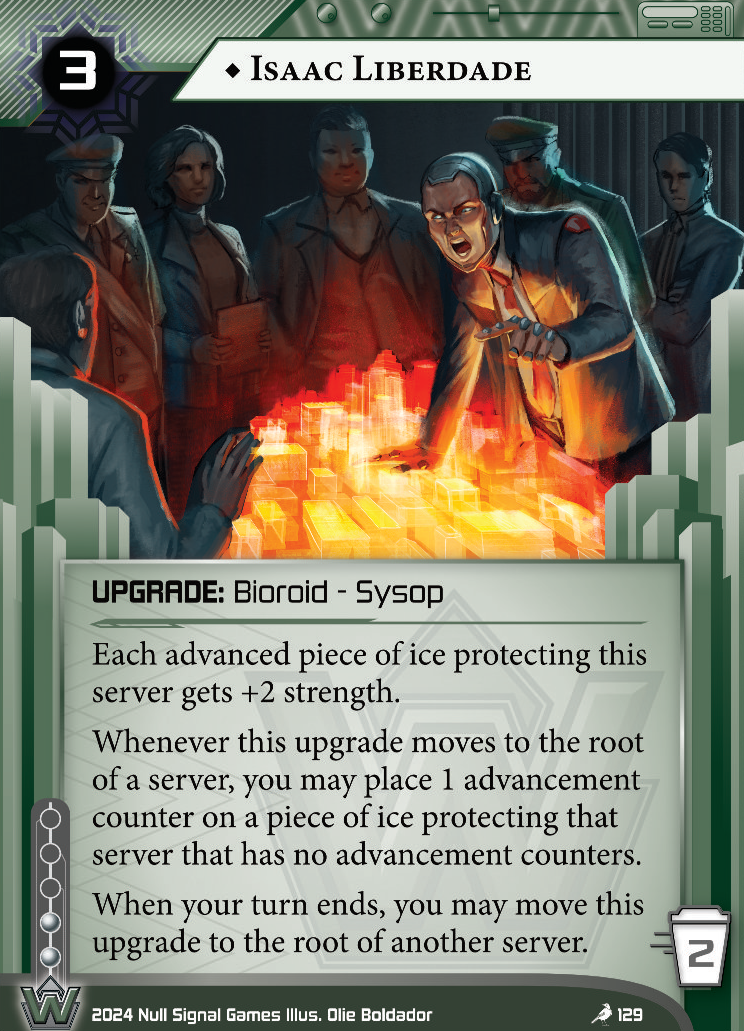 3
◆ Isaac Liberdade
UPGRADE: Bioroid - Sysop
Each advanced piece of ice protecting this
server gets +2 strength.
Whenever this upgrade moves to the root
of a server, you may place 1 advancement
counter on a piece of ice protecting that
server that has no advancement counters.
When your turn ends, you may move this
upgrade to the root of another server.
2
W
2024 Null Signal Games Illus. Olie Boldador
129